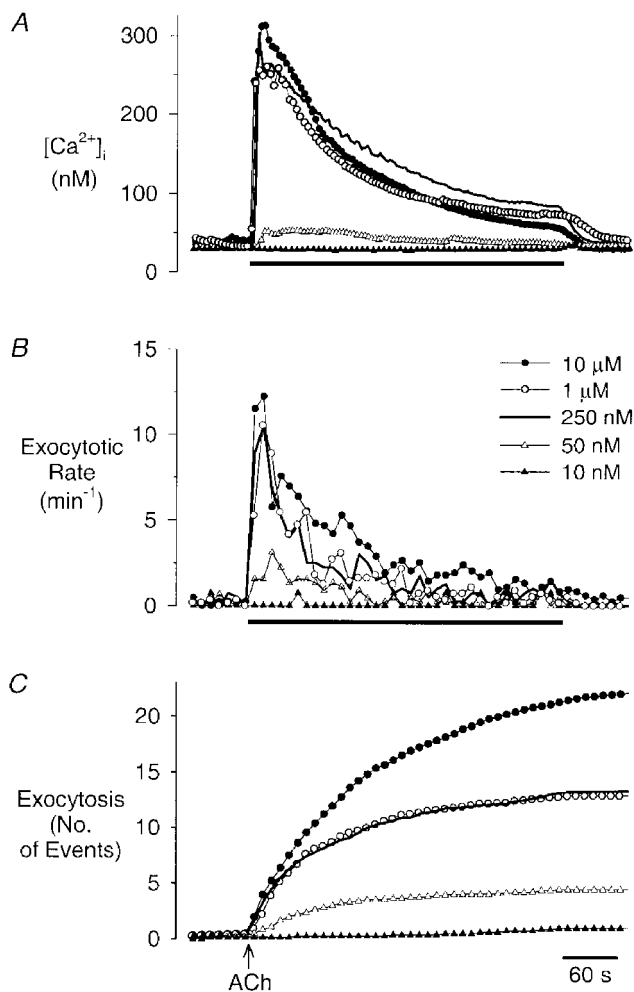 A
300
200
100
0
[Ca2+]i
(nM)
B
15
10
5
0
Exocytotic
Rate
(min-1)
10 μM
1 μM
250 nM
50 nM
10 nM
C
20
15
10
5
0
Exocytosis
(No.
of Events)
ACh
60 s